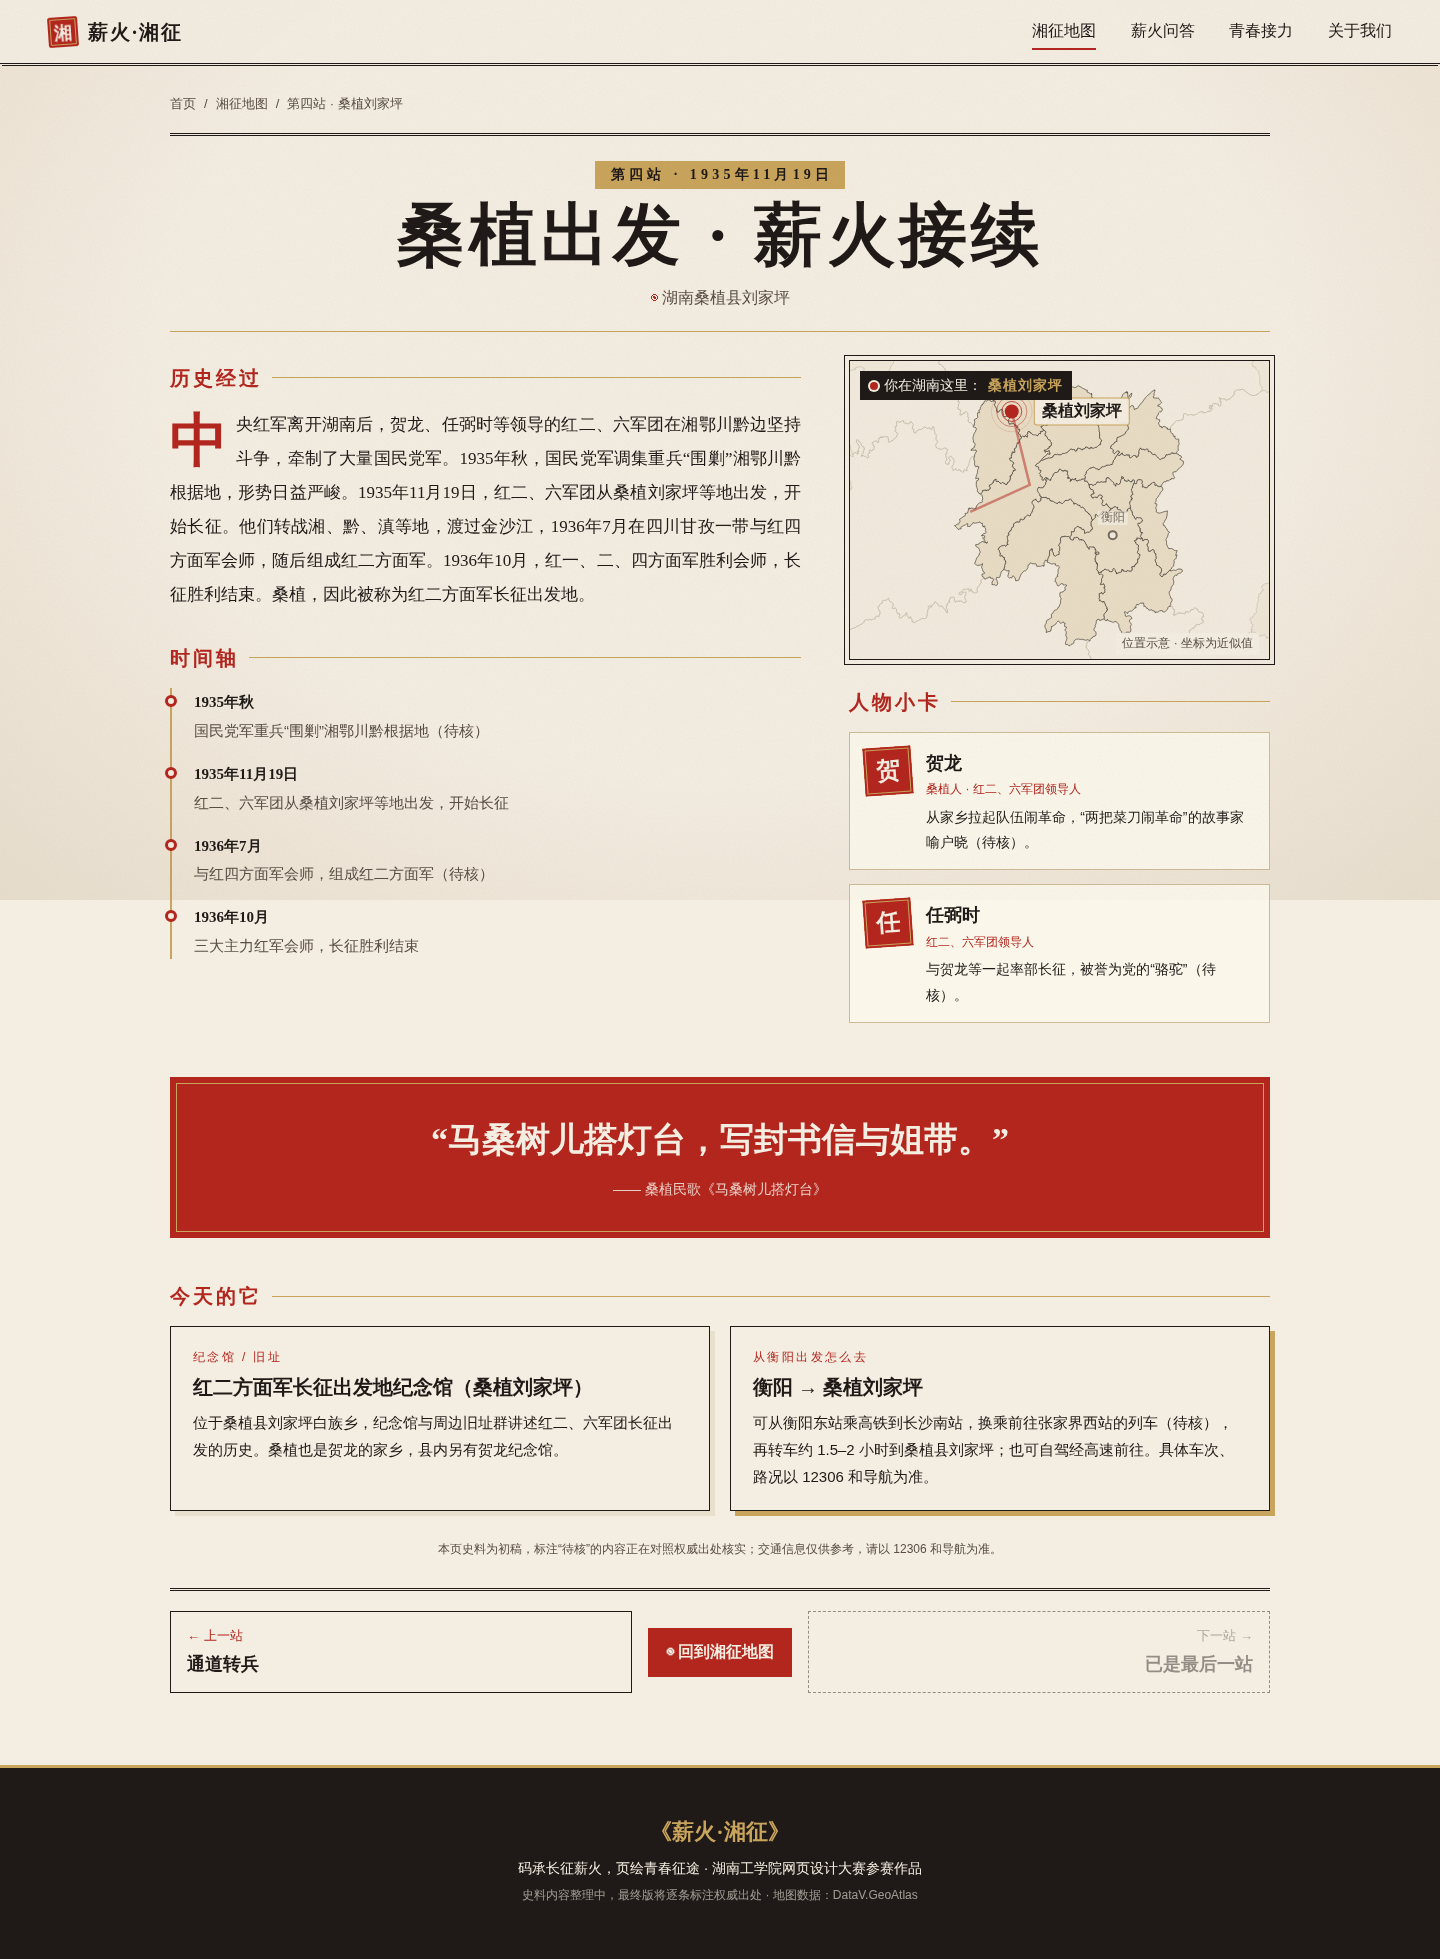 湘 薪火·湘征
湘征地图 薪火问答 青春接力 关于我们
首页 / 湘征地图 / 第四站 · 桑植刘家坪
第四站 · 1935年11月19日
桑植出发 · 薪火接续
湖南桑植县刘家坪
历史经过
中央红军离开湖南后，贺龙、任弼时等领导的红二、六军团在湘鄂川黔边坚持
斗争，牵制了大量国民党军。1935年秋，国民党军调集重兵“围剿”湘鄂川黔
根据地，形势日益严峻。1935年11月19日，红二、六军团从桑植刘家坪等地出发，开
始长征。他们转战湘、黔、滇等地，渡过金沙江，1936年7月在四川甘孜一带与红四
方面军会师，随后组成红二方面军。1936年10月，红一、二、四方面军胜利会师，长
征胜利结束。桑植，因此被称为红二方面军长征出发地。
时间轴
1935年秋
国民党军重兵“围剿”湘鄂川黔根据地（待核）
1935年11月19日
红二、六军团从桑植刘家坪等地出发，开始长征
1936年7月
与红四方面军会师，组成红二方面军（待核）
1936年10月
三大主力红军会师，长征胜利结束
你在湖南这里： 桑植刘家坪
桑植刘家坪
衡阳
位置示意 · 坐标为近似值
人物小卡
贺
贺龙
桑植人 · 红二、六军团领导人
从家乡拉起队伍闹革命，“两把菜刀闹革命”的故事家
喻户晓（待核）。
任
任弼时
红二、六军团领导人
与贺龙等一起率部长征，被誉为党的“骆驼”（待
核）。
“马桑树儿搭灯台，写封书信与姐带。”
—— 桑植民歌《马桑树儿搭灯台》
今天的它
纪念馆 / 旧址
红二方面军长征出发地纪念馆（桑植刘家坪）
位于桑植县刘家坪白族乡，纪念馆与周边旧址群讲述红二、六军团长征出
发的历史。桑植也是贺龙的家乡，县内另有贺龙纪念馆。
从衡阳出发怎么去
衡阳 → 桑植刘家坪
可从衡阳东站乘高铁到长沙南站，换乘前往张家界西站的列车（待核），
再转车约 1.5–2 小时到桑植县刘家坪；也可自驾经高速前往。具体车次、
路况以 12306 和导航为准。
本页史料为初稿，标注“待核”的内容正在对照权威出处核实；交通信息仅供参考，请以 12306 和导航为准。
← 上一站
通道转兵
回到湘征地图
下一站 →
已是最后一站
《薪火·湘征》
码承长征薪火，页绘青春征途 · 湖南工学院网页设计大赛参赛作品
史料内容整理中，最终版将逐条标注权威出处 · 地图数据：DataV.GeoAtlas